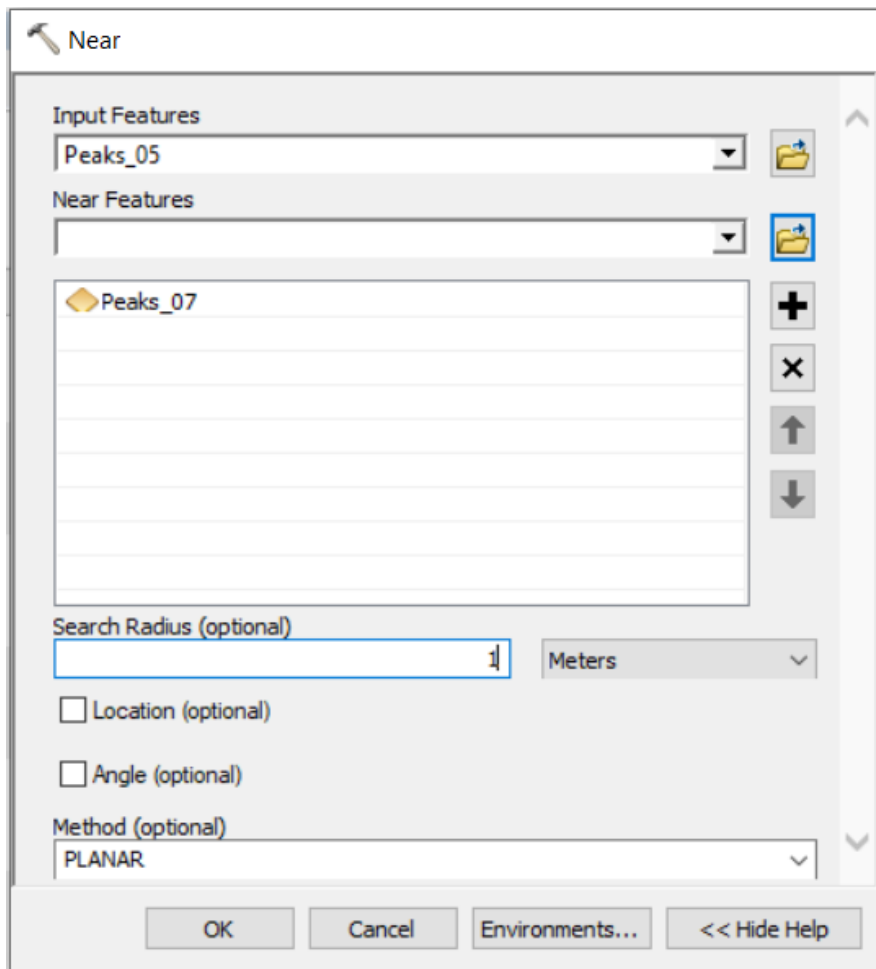 Near
Input Features
Peaks_05
Near Features
Peaks_07
Search Radius (optional)
1 Meters
Location (optional)
Angle (optional)
Method (optional)
PLANAR
OK Cancel Environments... << Hide Help